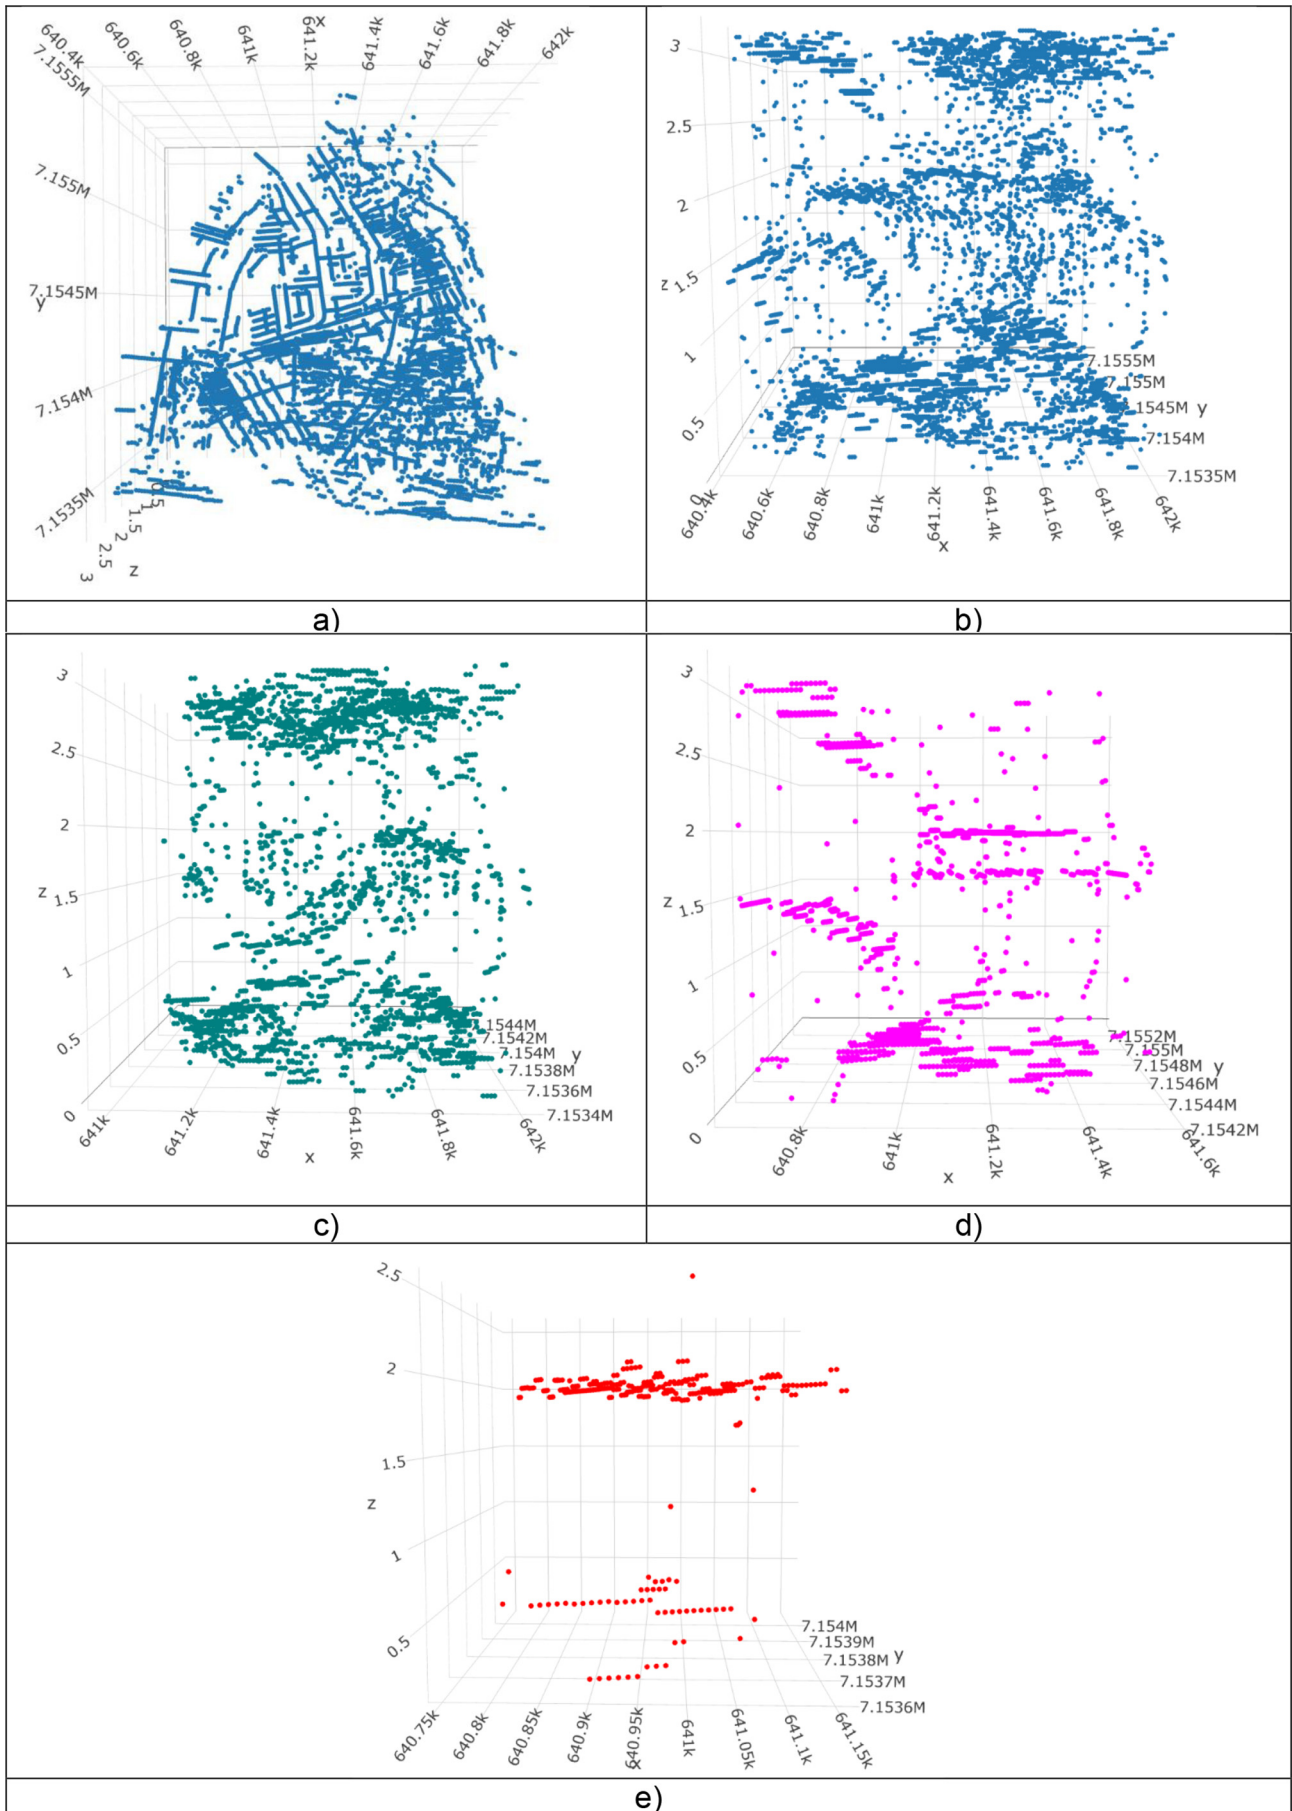 640.4k 640.6k 640.8k 641k 641.2k x 641.4k 641.6k 641.8k 642k
7.1555M
7.155M
7.1545M
y
7.154M
7.1535M
0.5
1
1.5
2
2.5
3
z
a)
3
2.5
2
z 1.5
1
0.5
0
7.1555M
7.155M
1545M y
7.154M
7.1535M
640.4k 640.6k 640.8k 641k 641.2k 641.4k 641.6k 641.8k 642k
x
b)
3
2.5
2
z 1.5
1
0.5
0
1544M
7.1542M
7.154M y
7.1538M
7.1536M
7.1534M
641k 641.2k 641.4k 641.6k 641.8k 642k
x
c)
3
2.5
2
z 1.5
1
0.5
0
7.1552M
7.155M
7.1548M y
7.1546M
7.1544M
7.1542M
640.8k 641k 641.2k 641.4k 641.6k
x
d)
2.5
2
1.5
z
1
0.5
7.154M
7.1539M
7.1538M y
7.1537M
7.1536M
640.75k 640.8k 640.85k 640.9k 640.95k 641k 641.05k 641.1k 641.15k
x
e)